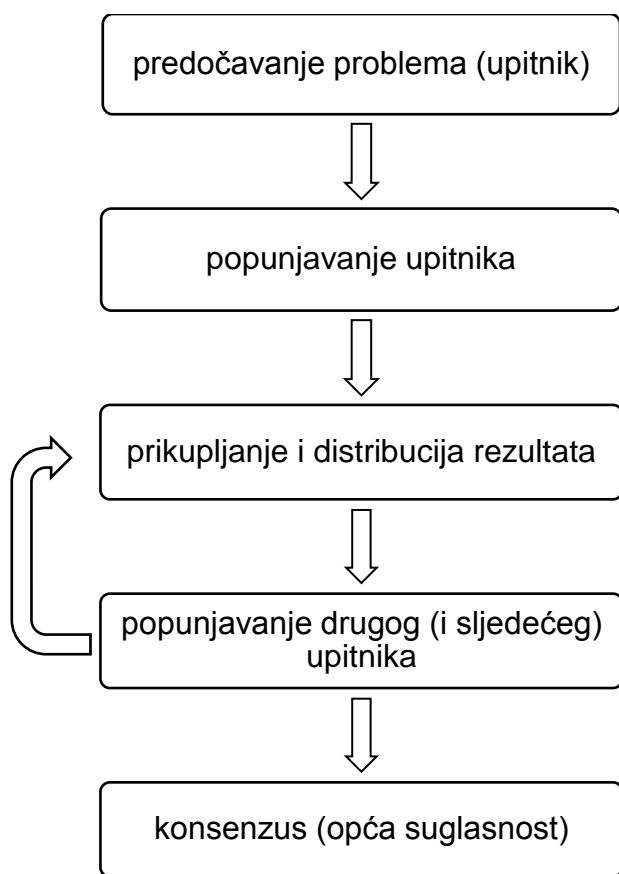 predočavanje problema (upitnik)
popunjavanje upitnika
prikupljanje i distribucija rezultata
popunjavanje drugog (i sljedećeg)
upitnika
konsenzus (opća suglasnost)